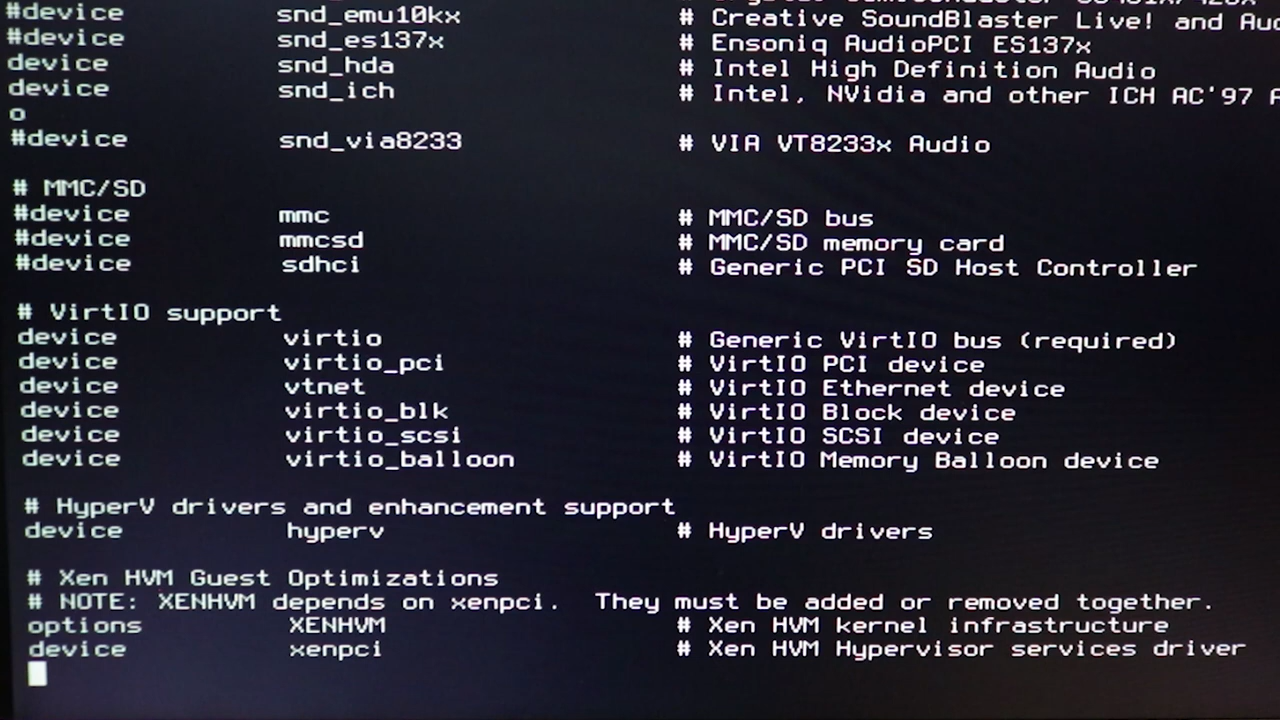 #device snd_emu10kx # Creative SoundBlaster Live! and
#device snd_es137x # Ensoniq AudioPCI ES137x
device snd_hda # Intel High Definition Audio
device snd_ich # Intel, NVidia and other ICH AC'97
o
#device snd_via8233 # VIA VT8233x Audio
# MMC/SD
#device mmc # MMC/SD bus
#device mmcsd # MMC/SD memory card
#device sdhci # Generic PCI SD Host Controller
# VirtIO support
device virtio # Generic VirtIO bus (required)
device virtio_pci # VirtIO PCI device
device vtnet # VirtIO Ethernet device
device virtio_blk # VirtIO Block device
device virtio_scsi # VirtIO SCSI device
device virtio_balloon # VirtIO Memory Balloon device
# HyperV drivers and enhancement support
device hyperv # HyperV drivers
# Xen HVM Guest Optimizations
# NOTE: XENHVM depends on xenpci. They must be added or removed together.
options XENHVM # Xen HVM kernel infrastructure
device xenpci # Xen HVM Hypervisor services driver